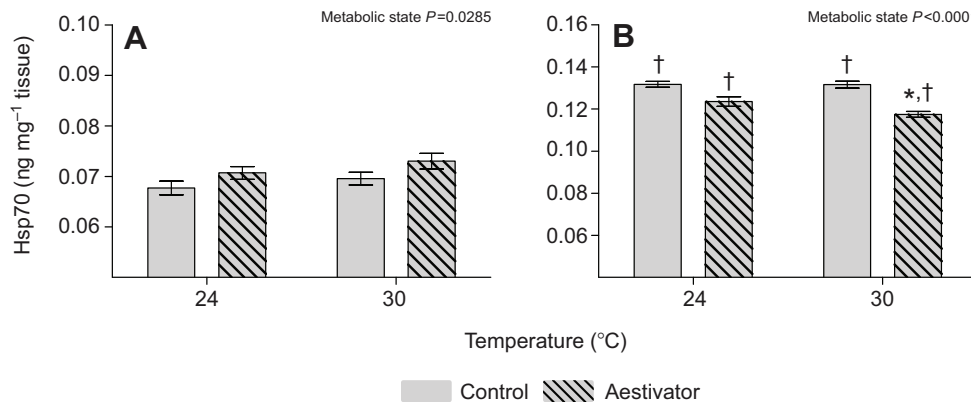 Metabolic state P=0.0285
A
Hsp70 (ng mg−1 tissue)
0.10
0.09
0.08
0.07
0.06
24
30
Metabolic state P<0.000
B
0.16
0.14
0.12
0.10
0.08
0.06
†
†
†
*,†
24
30
Temperature (°C)
Control
Aestivator